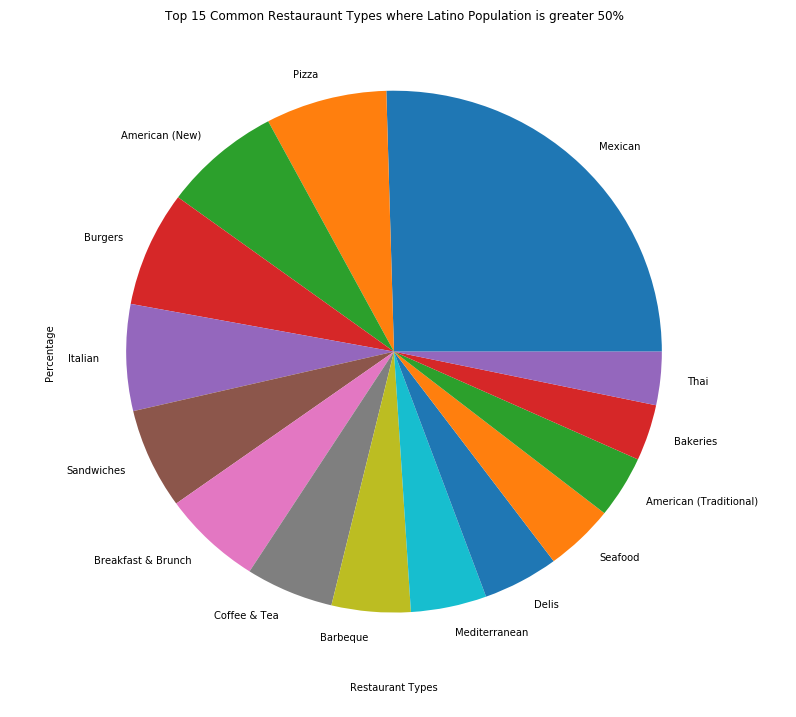 Top 15 Common Restauraunt Types where Latino Population is greater 50%
Pizza
Mexican
American (New)
Burgers
Percentage
Italian
Thai
Bakeries
Sandwiches
American (Traditional)
Seafood
Breakfast & Brunch
Delis
Coffee & Tea
Mediterranean
Barbeque
Restaurant Types